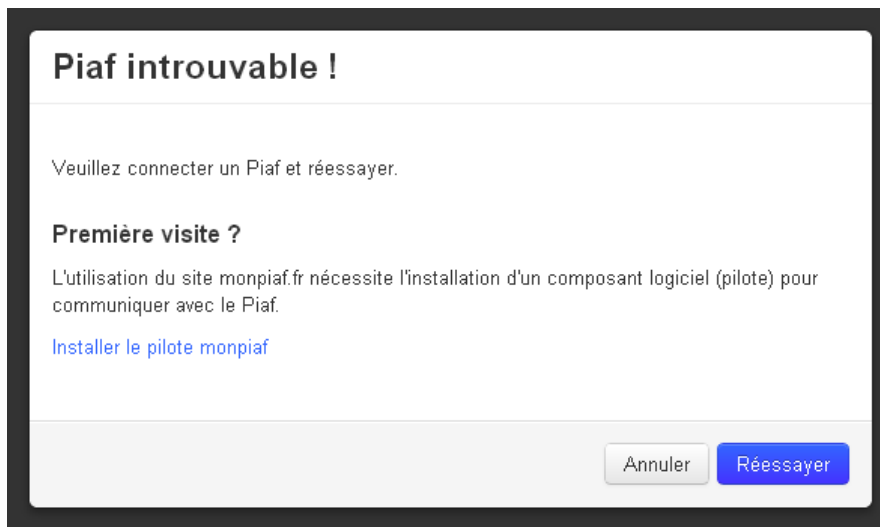 Piaf introuvable !
Veuillez connecter un Piaf et réessayer.
Première visite ?
L'utilisation du site monpiaf.fr nécessite l'installation d'un composant logiciel (pilote) pour
communiquer avec le Piaf.
Installer le pilote monpiaf
Annuler
Réessayer